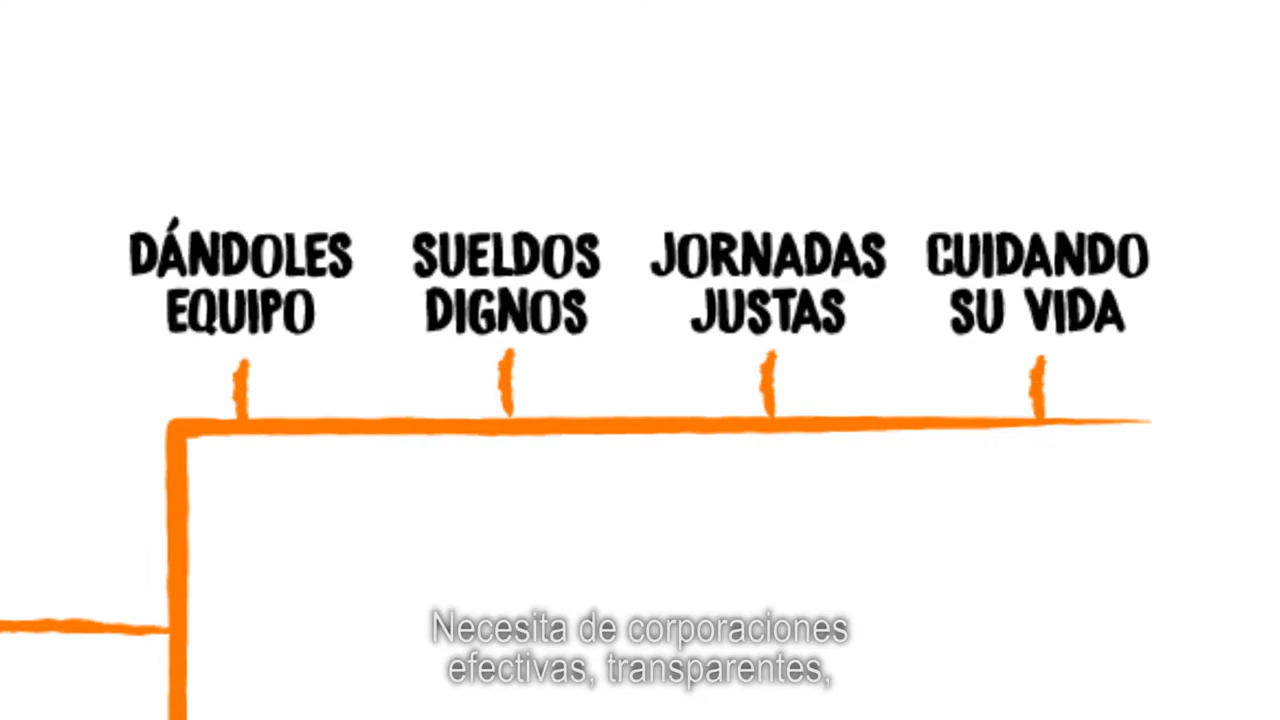 DÁNDOLES
EQUIPO
SUELDOS
DIGNOS
JORNADAS
JUSTAS
CUIDANDO
SU VIDA
Necesita de corporaciones
efectivas, transparentes,